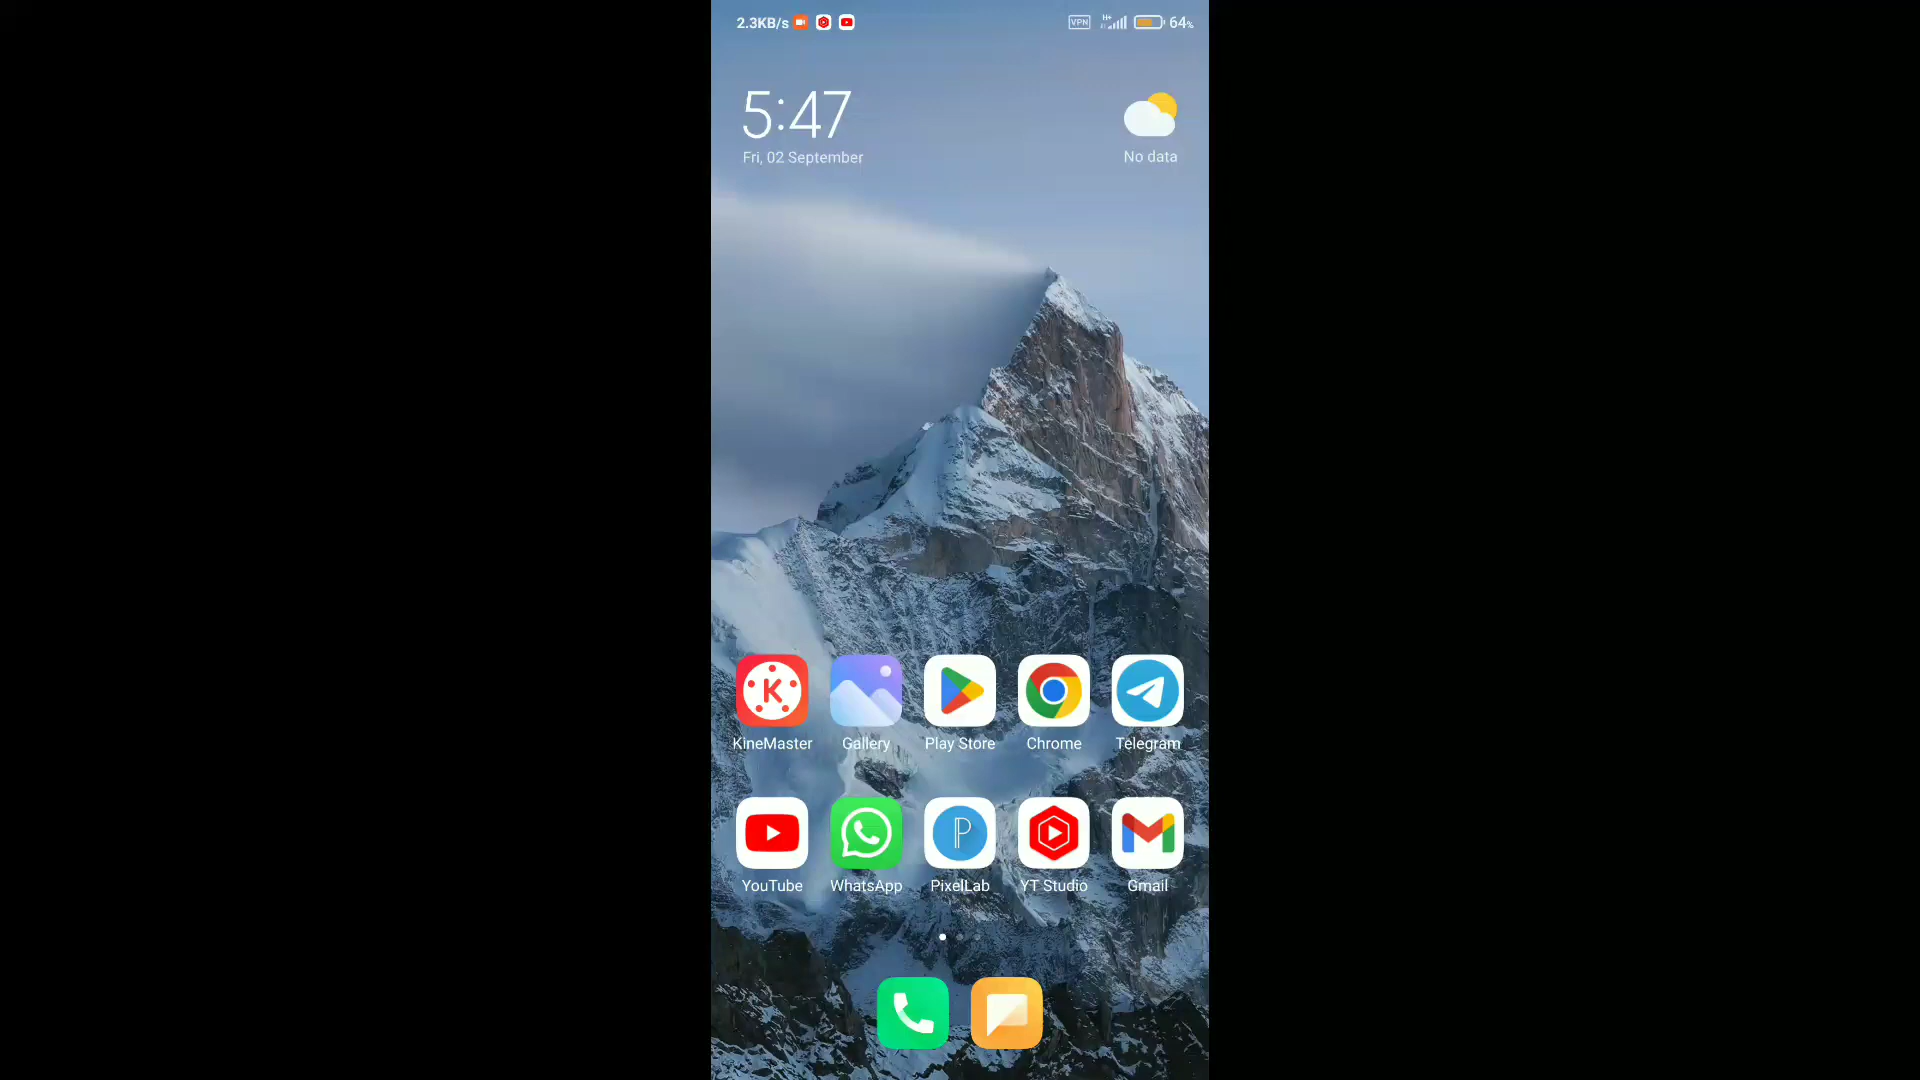 2.3KB/s
VPN H+ 64%
5:47
Fri, 02 September
No data
KineMaster Gallery Play Store Chrome Telegram
YouTube WhatsApp PixelLab YT Studio Gmail